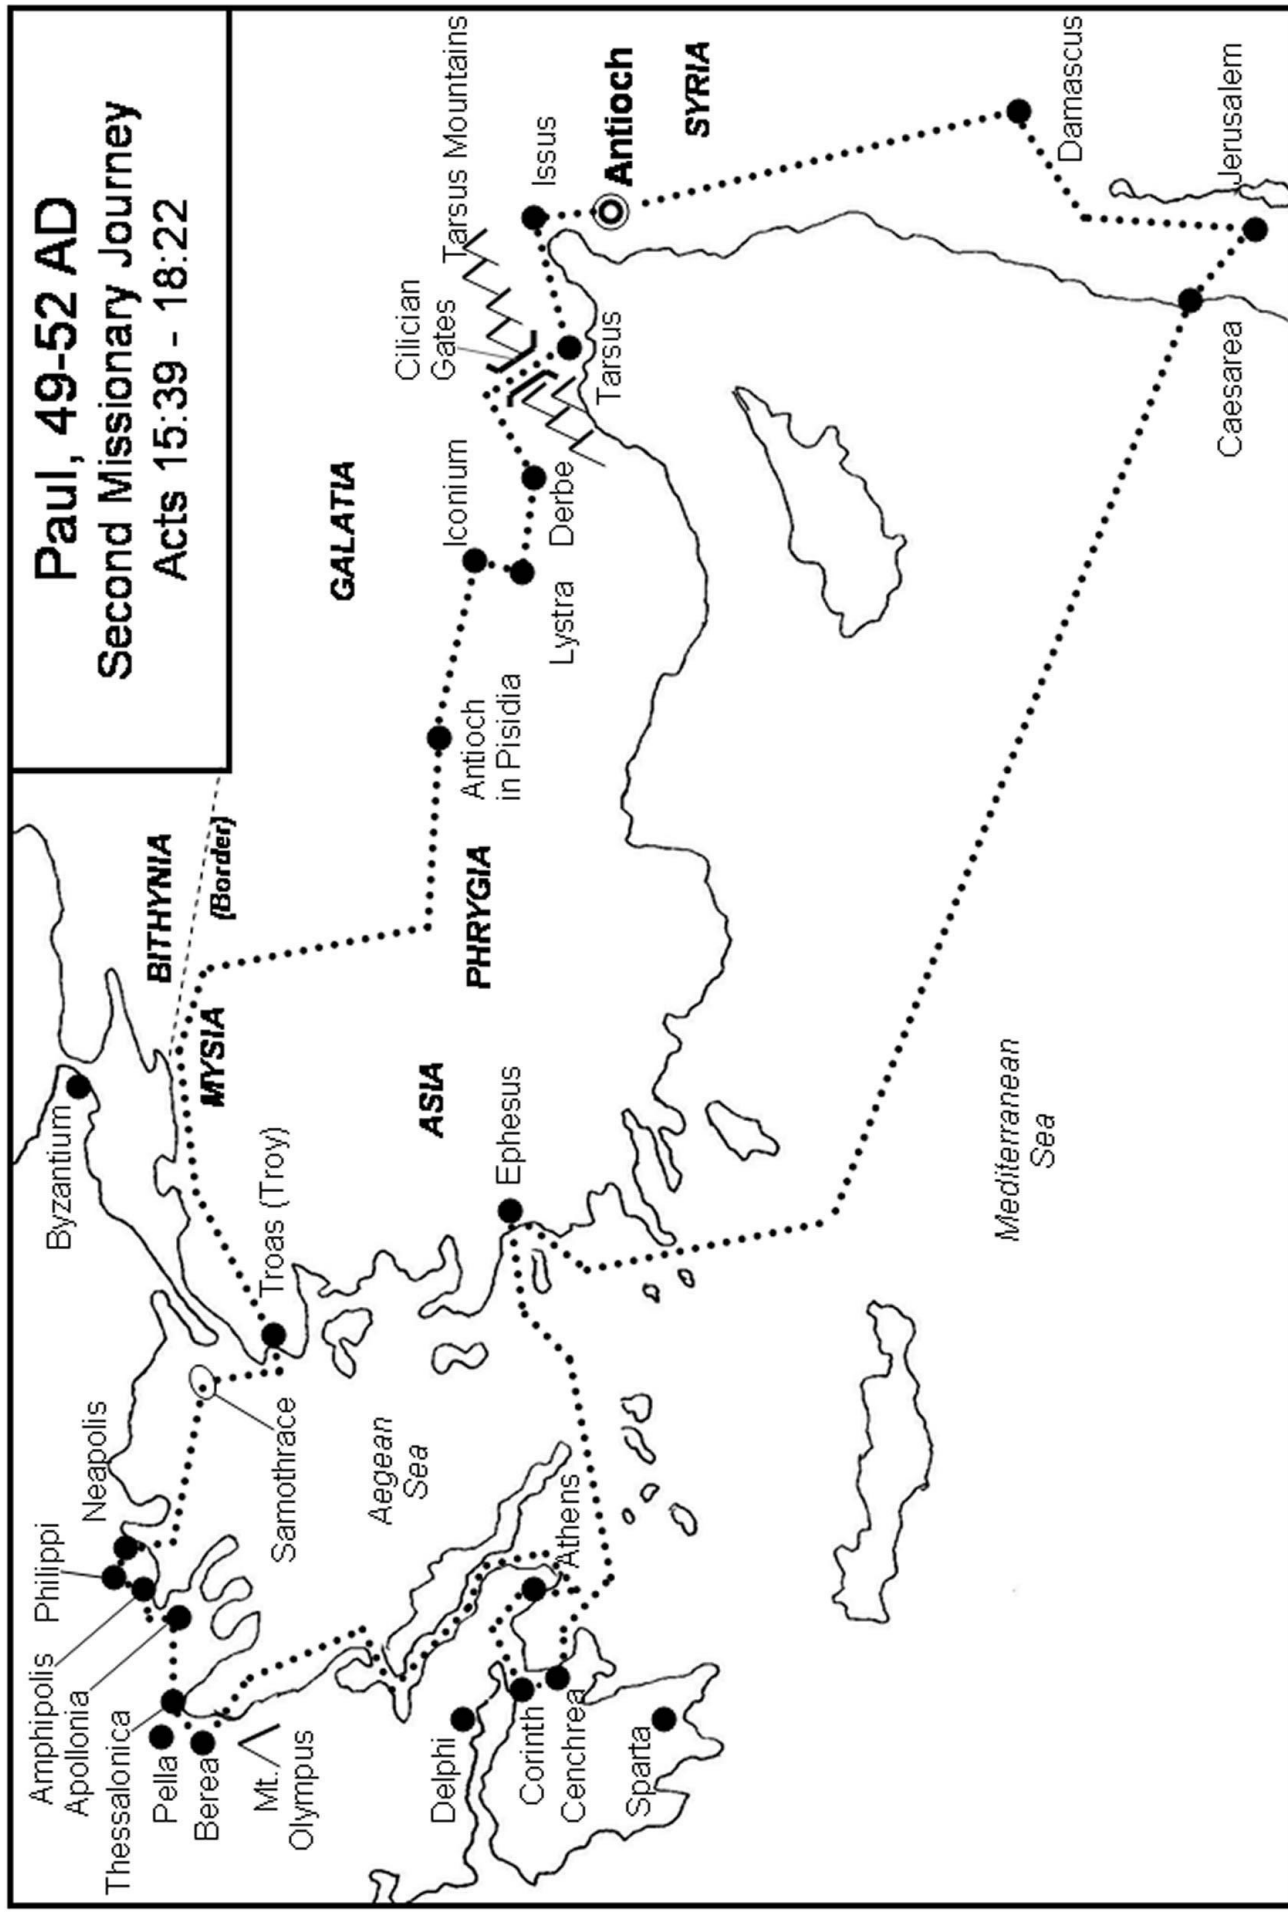 Paul, 49-52 AD
Second Missionary Journey
Acts 15:39 - 18:22
Byzantium
BITHYNIA
(Border)
MYSIA
Troas (Troy)
Neapolis
Philippi
Amphipolis
Apollonia
Thessalonica
Pella
Berea
Mt.
Olympus
Samothrace
Aegean
Sea
ASIA
Ephesus
PHRYGIA
GALATIA
Antioch
in Pisidia
Iconium
Lystra
Derbe
Cilician
Gates
Tarsus Mountains
Tarsus
Issus
Antioch
SYRIA
Damascus
Jerusalem
Caesarea
Mediterranean
Sea
Athens
Delphi
Corinth
Cenchrea
Sparta